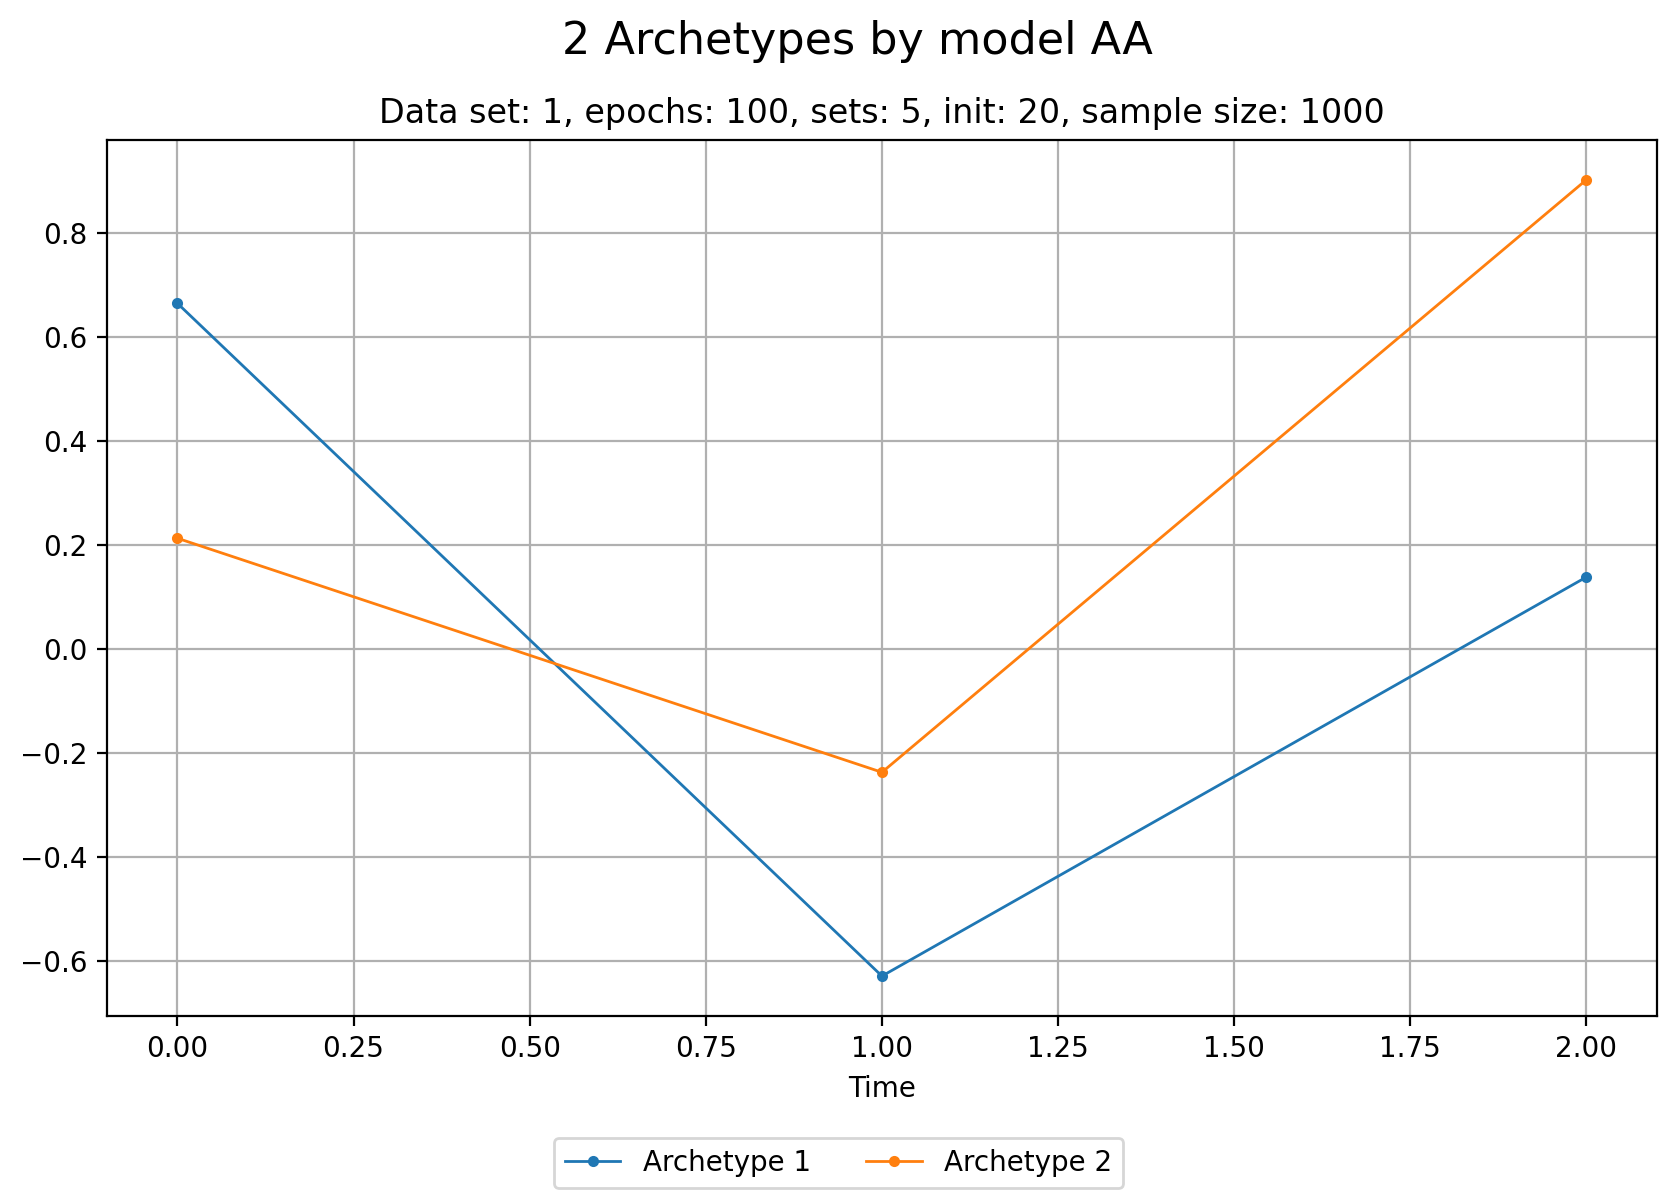 2 Archetypes by model AA
Data set: 1, epochs: 100, sets: 5, init: 20, sample size: 1000
0.8
0.6
0.4
0.2
0.0
−0.2
−0.4
−0.6
0.00 0.25 0.50 0.75 1.00 1.25 1.50 1.75 2.00
Time
Archetype 1 Archetype 2